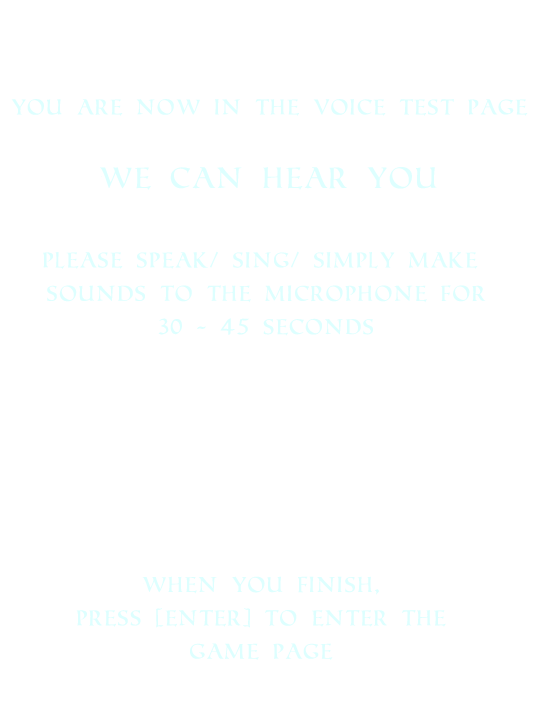 YOU ARE NOW IN THE VOICE TEST PAGE
WE CAN HEAR YOU
PLEASE SPEAK/ SING/ SIMPLY MAKE
SOUNDS TO THE MICROPHONE FOR
30 - 45 SECONDS
WHEN YOU FINISH,
PRESS [ENTER] TO ENTER THE
GAME PAGE